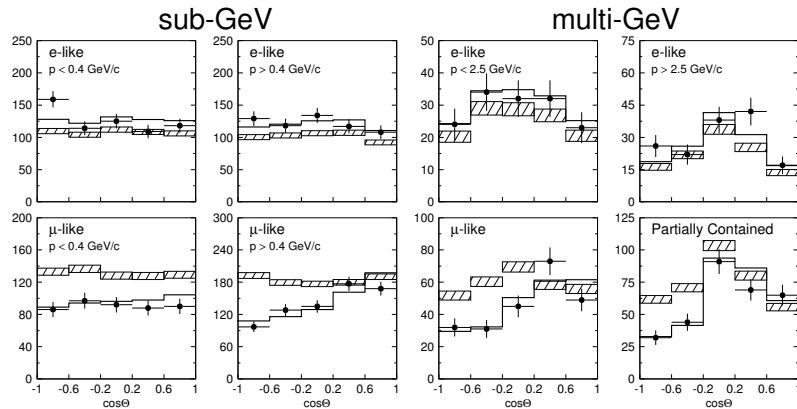 sub-GeV multi-GeV
e-like e-like e-like e-like
p < 0.4 GeV/c p > 0.4 GeV/c p < 2.5 GeV/c p > 2.5 GeV/c
250 250 50 75
200 200 40 60
150 150 30 45
100 100 20 30
50 50 10 15
0 0 0 0
μ-like μ-like μ-like Partially Contained
p < 0.4 GeV/c p > 0.4 GeV/c
200 300 100 125
160 240 80 100
120 180 60 75
80 120 40 50
40 60 20 25
0 0 0 0
-1 -0.6 -0.2 0.2 0.6 1 -1 -0.6 -0.2 0.2 0.6 1 -1 -0.6 -0.2 0.2 0.6 1 -1 -0.6 -0.2 0.2 0.6 1
cosΘ cosΘ cosΘ cosΘ